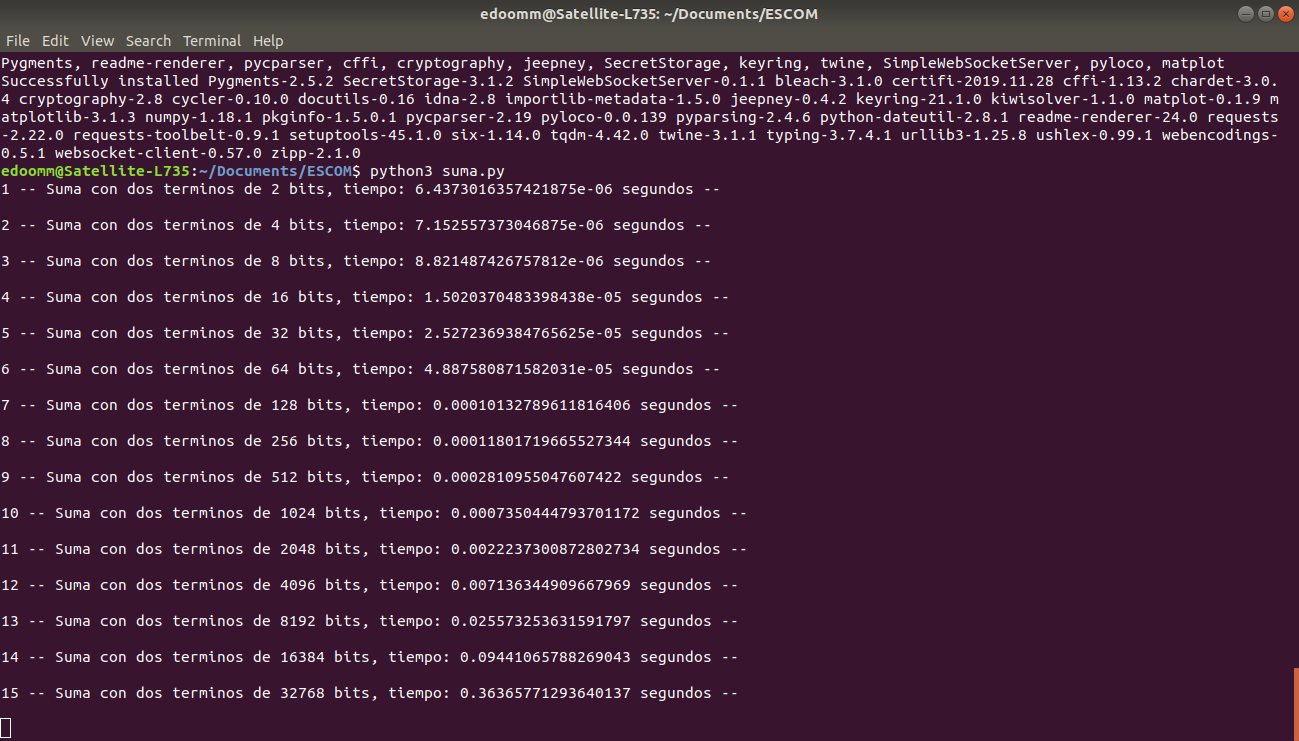 edoomm@Satellite-L735: ~/Documents/ESCOM
File Edit View Search Terminal Help
Pygments, readme-renderer, pycparser, cffi, cryptography, jeepney, SecretStorage, keyring, twine, SimpleWebSocketServer, pyloco, matplot
Successfully installed Pygments-2.5.2 SecretStorage-3.1.2 SimpleWebSocketServer-0.1.1 bleach-3.1.0 certifi-2019.11.28 cffi-1.13.2 chardet-3.0.
4 cryptography-2.8 cycler-0.10.0 docutils-0.16 idna-2.8 importlib-metadata-1.5.0 jeepney-0.4.2 keyring-21.1.0 kiwisolver-1.1.0 matplot-0.1.9 m
atplotlib-3.1.3 numpy-1.18.1 pkginfo-1.5.0.1 pycparser-2.19 pyloco-0.0.139 pyparsing-2.4.6 python-dateutil-2.8.1 readme-renderer-24.0 requests
-2.22.0 requests-toolbelt-0.9.1 setuptools-45.1.0 six-1.14.0 tqdm-4.42.0 twine-3.1.1 typing-3.7.4.1 urllib3-1.25.8 ushlex-0.99.1 webencodings-
0.5.1 websocket-client-0.57.0 zipp-2.1.0
edoomm@Satellite-L735:~/Documents/ESCOM$ python3 suma.py
1 -- Suma con dos terminos de 2 bits, tiempo: 6.4373016357421875e-06 segundos --
2 -- Suma con dos terminos de 4 bits, tiempo: 7.152557373046875e-06 segundos --
3 -- Suma con dos terminos de 8 bits, tiempo: 8.821487426757812e-06 segundos --
4 -- Suma con dos terminos de 16 bits, tiempo: 1.5020370483398438e-05 segundos --
5 -- Suma con dos terminos de 32 bits, tiempo: 2.5272369384765625e-05 segundos --
6 -- Suma con dos terminos de 64 bits, tiempo: 4.887580871582031e-05 segundos --
7 -- Suma con dos terminos de 128 bits, tiempo: 0.00010132789611816406 segundos --
8 -- Suma con dos terminos de 256 bits, tiempo: 0.00011801719665527344 segundos --
9 -- Suma con dos terminos de 512 bits, tiempo: 0.0002810955047607422 segundos --
10 -- Suma con dos terminos de 1024 bits, tiempo: 0.0007350444793701172 segundos --
11 -- Suma con dos terminos de 2048 bits, tiempo: 0.0022237300872802734 segundos --
12 -- Suma con dos terminos de 4096 bits, tiempo: 0.007136344909667969 segundos --
13 -- Suma con dos terminos de 8192 bits, tiempo: 0.025573253631591797 segundos --
14 -- Suma con dos terminos de 16384 bits, tiempo: 0.09441065788269043 segundos --
15 -- Suma con dos terminos de 32768 bits, tiempo: 0.36365771293640137 segundos --